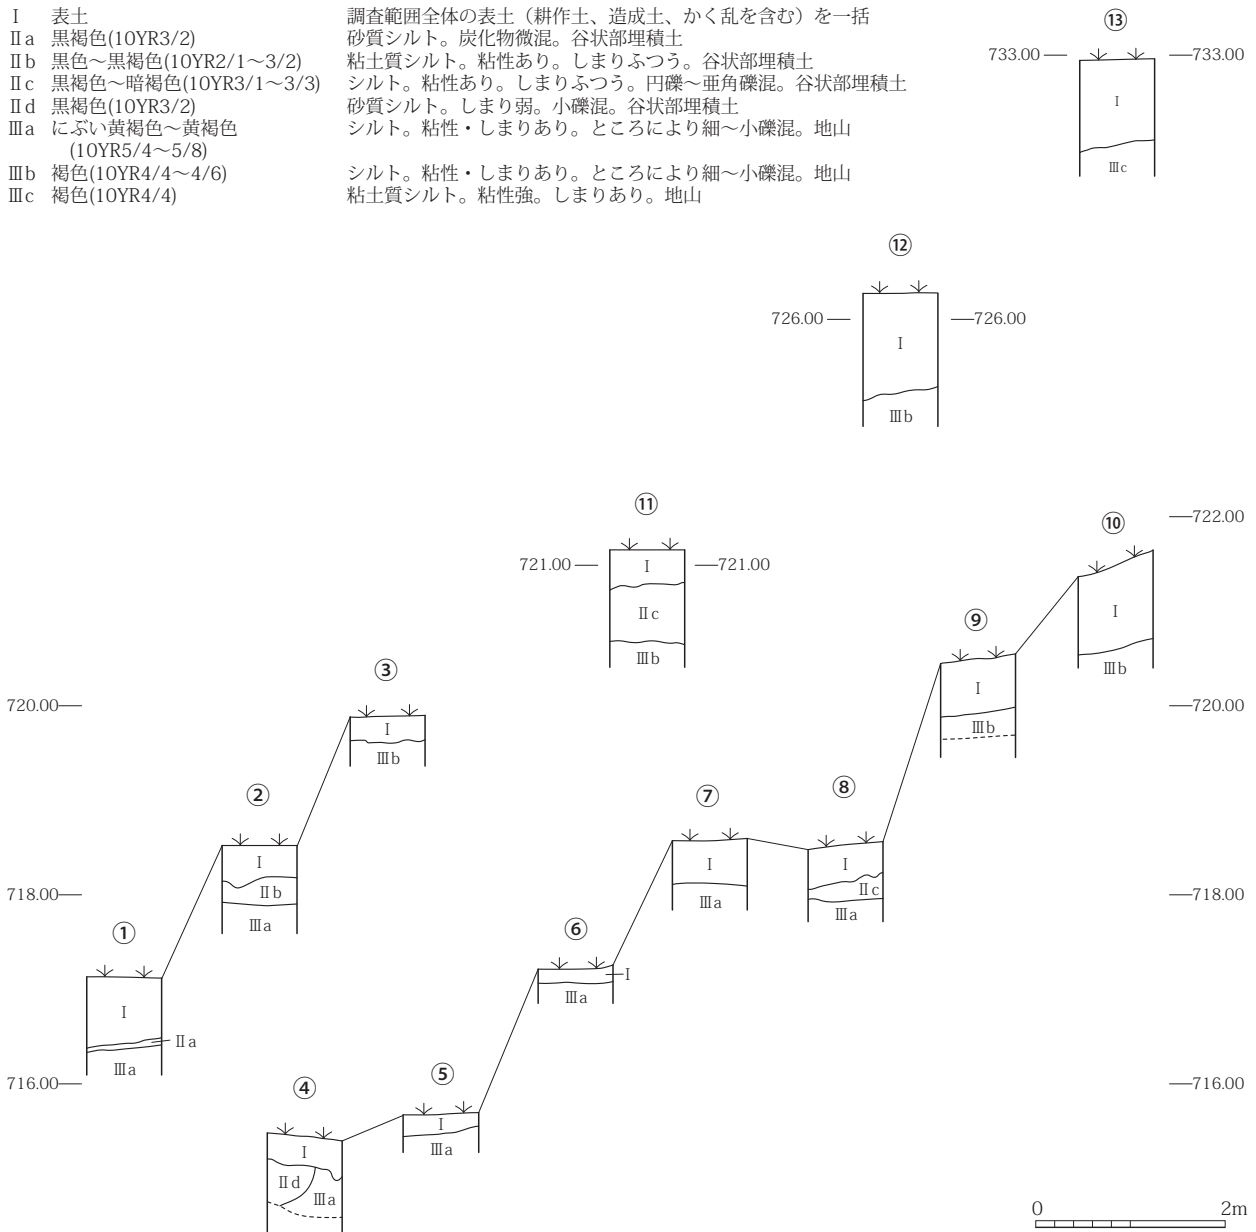 Ⅰ 表土 調査範囲全体の表土（耕作土、造成土、かく乱を含む）を一括
Ⅱa 黒褐色(10YR3/2) 砂質シルト。炭化物微混。谷状部埋積土
Ⅱb 黒色～黒褐色(10YR2/1～3/2) 粘土質シルト。粘性あり。しまりふつう。谷状部埋積土
Ⅱc 黒褐色～暗褐色(10YR3/1～3/3) シルト。粘性あり。しまりふつう。円礫～亜角礫混。谷状部埋積土
Ⅱd 黒褐色(10YR3/2) 砂質シルト。しまり弱。小礫混。谷状部埋積土
Ⅲa にぶい黄褐色～黄褐色 シルト。粘性・しまりあり。ところにより細～小礫混。地山
(10YR5/4～5/8)
Ⅲb 褐色(10YR4/4～4/6) シルト。粘性・しまりあり。ところにより細～小礫混。地山
Ⅲc 褐色(10YR4/4) 粘土質シルト。粘性強。しまりあり。地山
⑬
733.00 733.00
Ⅰ
Ⅲc
⑫
726.00 726.00
Ⅰ
Ⅲb
⑪
721.00 721.00
Ⅰ
Ⅱc
Ⅲb
722.00
⑩
Ⅰ
Ⅲb
⑨
Ⅰ
Ⅲb
③
720.00 720.00
Ⅰ
Ⅲb
②
Ⅰ
Ⅱb
Ⅲa
⑦
Ⅰ
Ⅲa
⑧
Ⅰ
Ⅱc
Ⅲa
718.00 718.00
①
Ⅰ
Ⅱa
Ⅲa
⑥
Ⅰ
Ⅲa
716.00 716.00
④
Ⅰ
Ⅱd
Ⅲa
⑤
Ⅰ
Ⅲa
0 2m